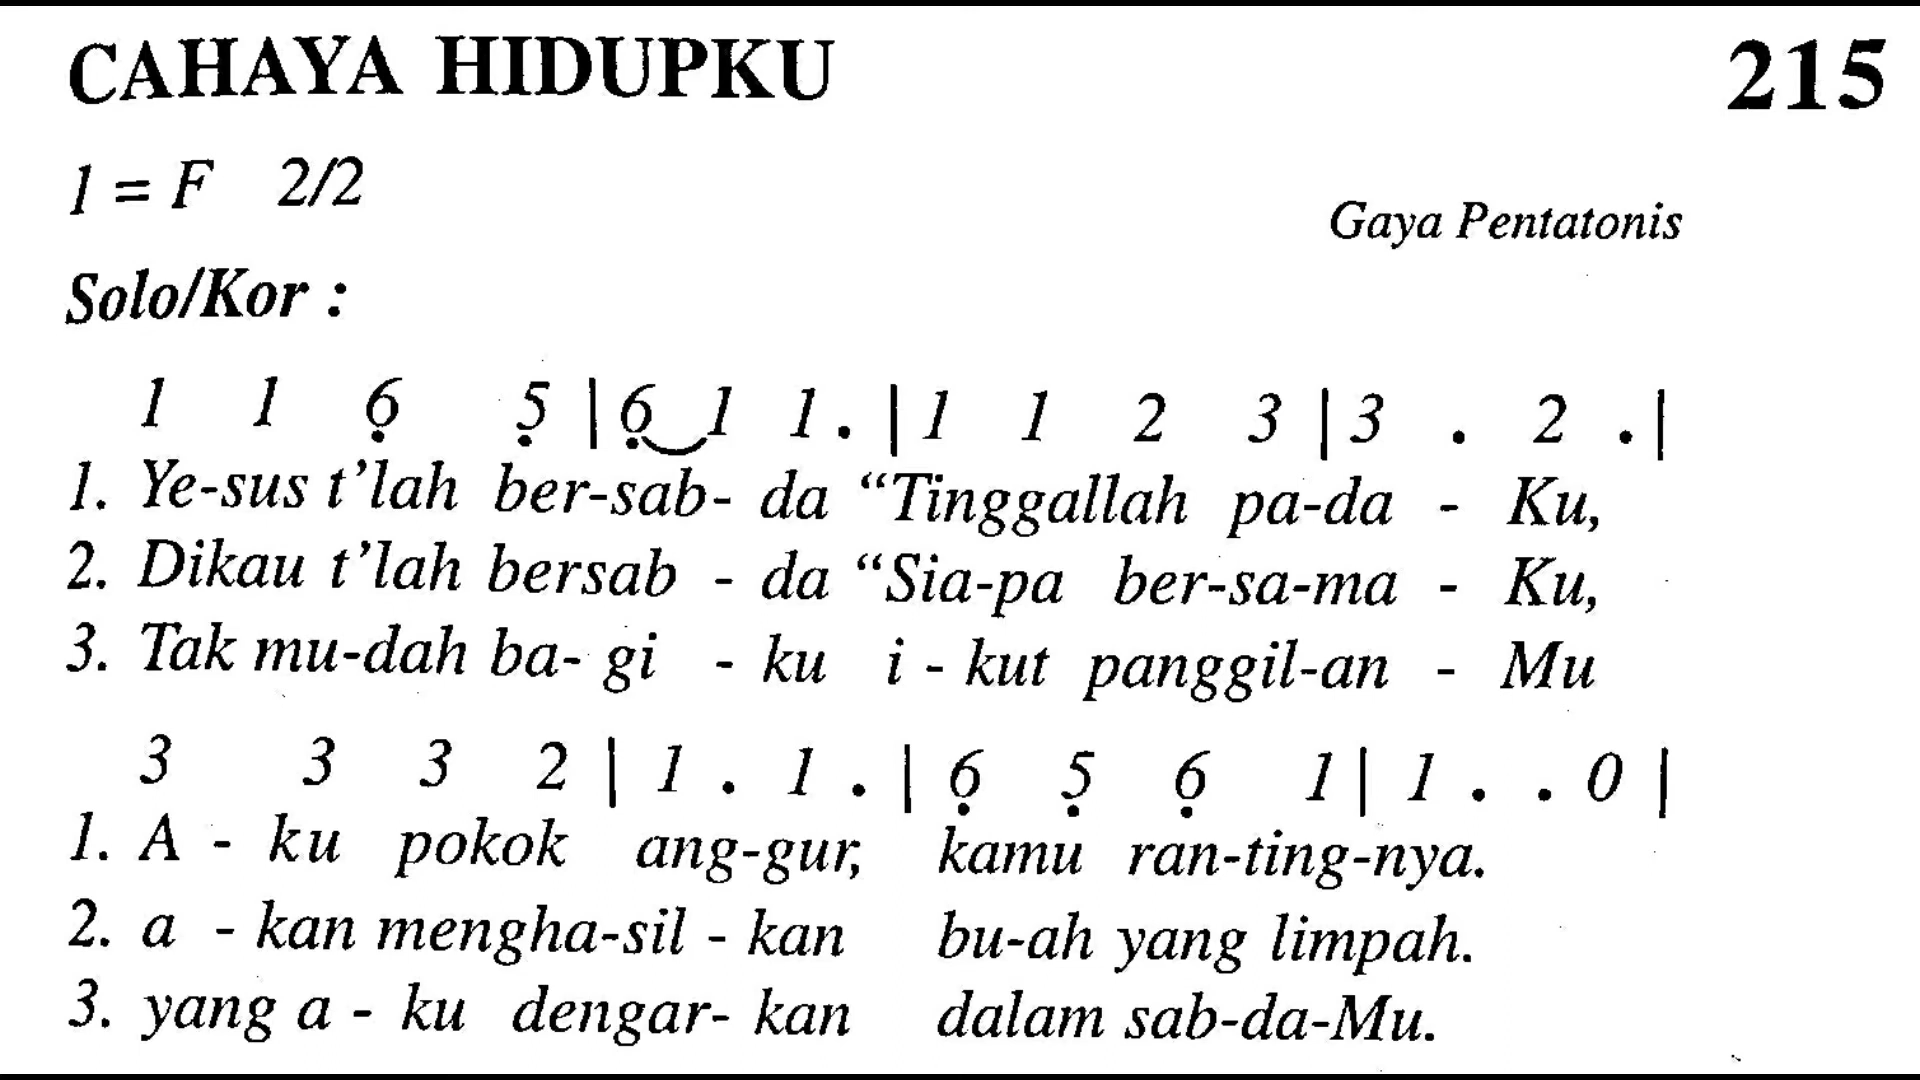 CAHAYA HIDUPKU 215
1 = F 2/2
Gaya Pentatonis
Solo/Kor :
1 1 6̣ 5̣ | 6̣ 1 1 . | 1 1 2 3 | 3 . 2 . |
1. Ye-sus t’lah ber-sab- da “Tinggallah pa-da - Ku,
2. Dikau t’lah bersab - da “Sia-pa ber-sa-ma - Ku,
3. Tak mu-dah ba- gi - ku i - kut panggil-an - Mu
3 3 3 2 | 1 . 1 . | 6̣ 5̣ 6̣ 1 | 1 . . 0 |
1. A - ku pokok ang-gur, kamu ran-ting-nya.
2. a - kan mengha-sil - kan bu-ah yang limpah.
3. yang a - ku dengar- kan dalam sab-da-Mu.